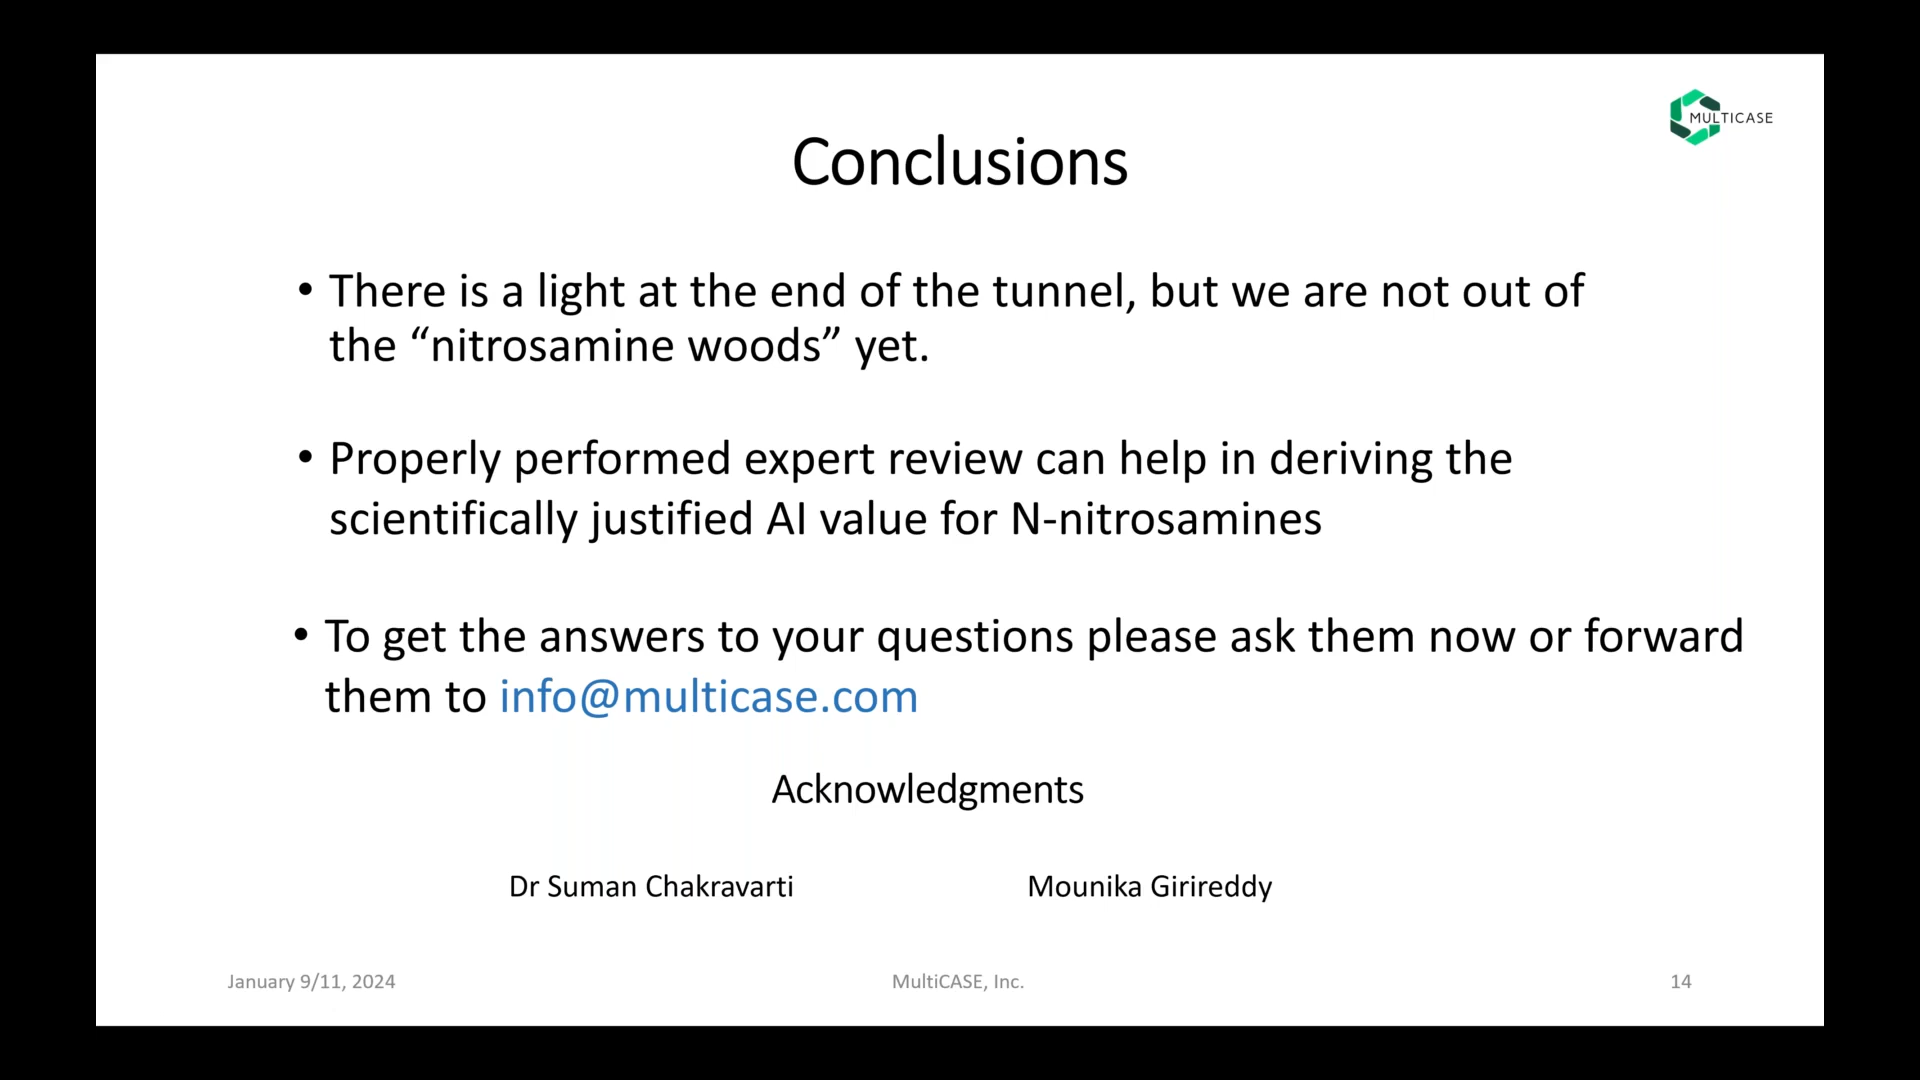 MULTICASE
Conclusions
• There is a light at the end of the tunnel, but we are not out of
the “nitrosamine woods” yet.
• Properly performed expert review can help in deriving the
scientifically justified AI value for N-nitrosamines
• To get the answers to your questions please ask them now or forward
them to info@multicase.com
Acknowledgments
Dr Suman Chakravarti Mounika Girireddy
January 9/11, 2024 MultiCASE, Inc. 14